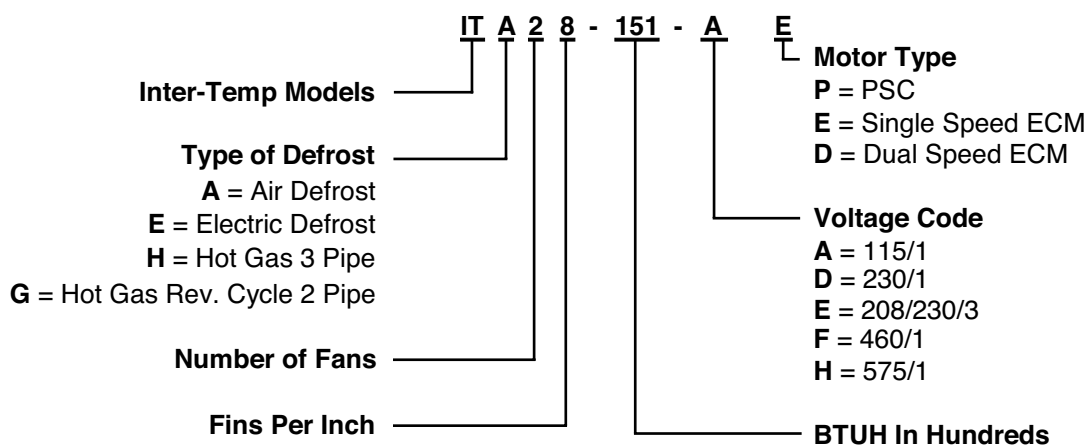 IT A 2 8 - 151 - A E
Inter-Temp Models
Type of Defrost
A = Air Defrost
E = Electric Defrost
H = Hot Gas 3 Pipe
G = Hot Gas Rev. Cycle 2 Pipe
Number of Fans
Fins Per Inch
Motor Type
P = PSC
E = Single Speed ECM
D = Dual Speed ECM
Voltage Code
A = 115/1
D = 230/1
E = 208/230/3
F = 460/1
H = 575/1
BTUH In Hundreds